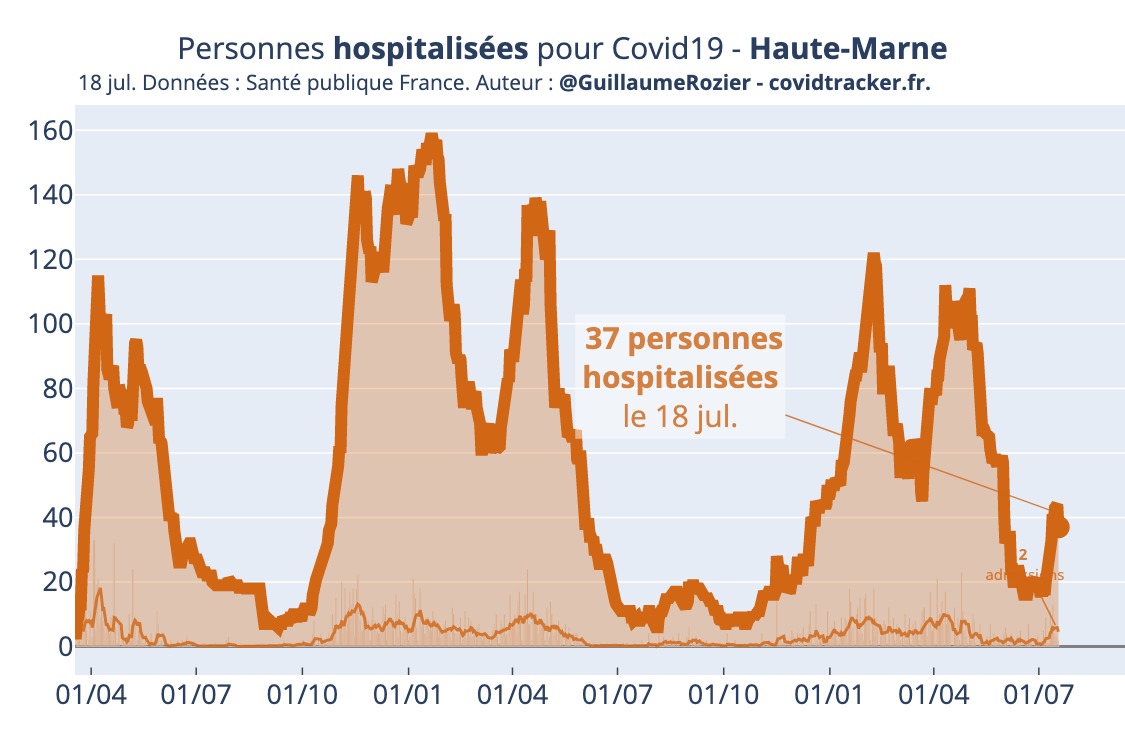 Personnes hospitalisées pour Covid19 - Haute-Marne
18 jul. Données : Santé publique France. Auteur : @GuillaumeRozier - covidtracker.fr.
160
140
120
100
80
60
40
20
0
37 personnes
hospitalisées
le 18 jul.
2
admissions
01/04 01/07 01/10 01/01 01/04 01/07 01/10 01/01 01/04 01/07